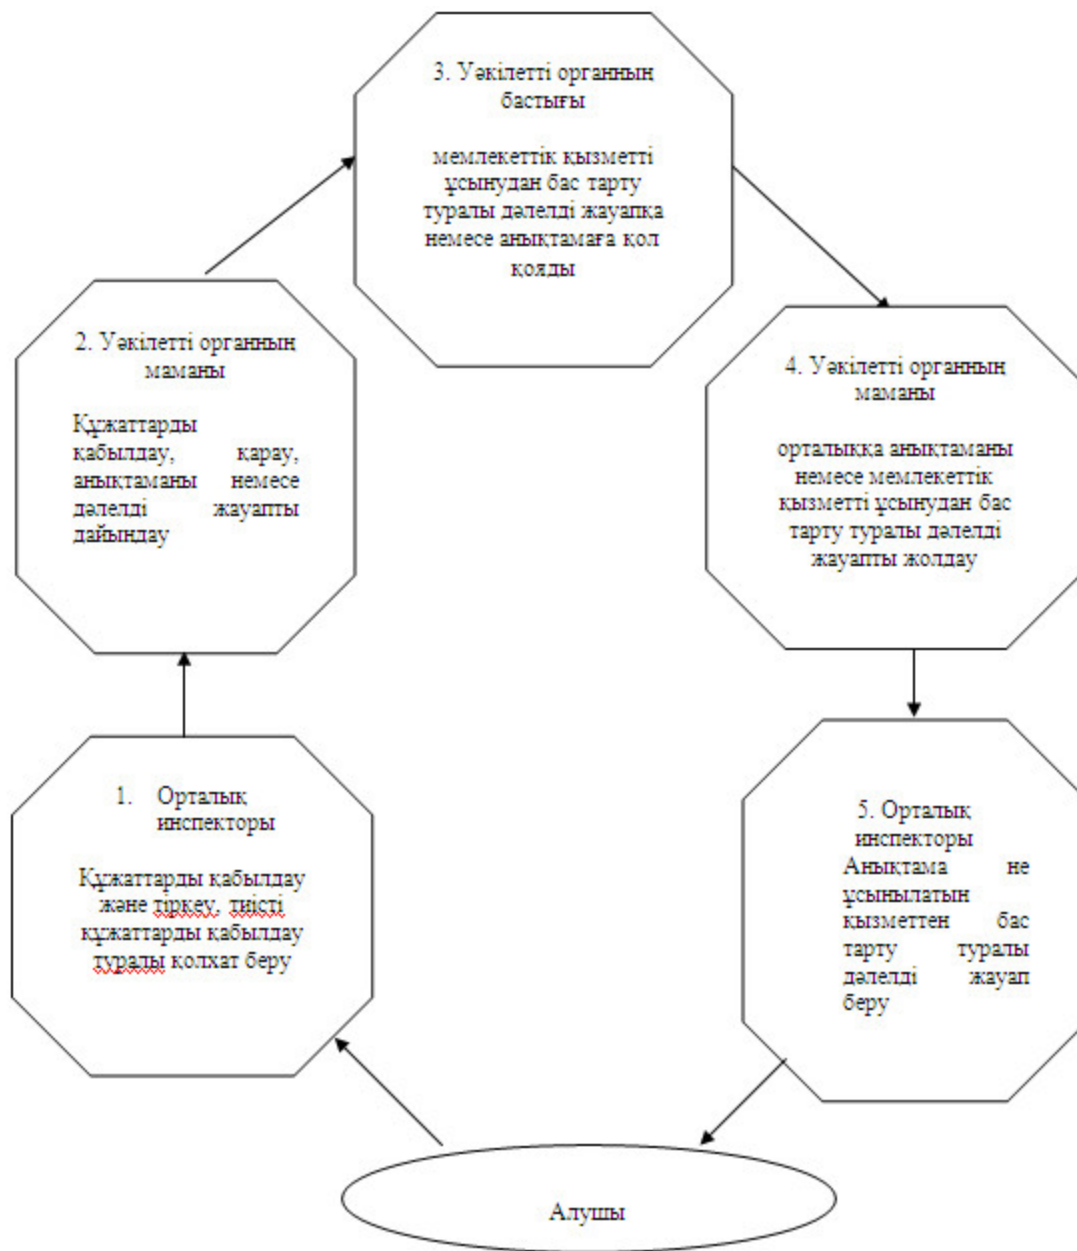 3. Уәкілетті органның
бастығы
мемлекеттік қызметті
ұсынудан бас тарту
туралы дәлелді жауапқа
немесе анықтамаға қол
қояды
2. Уәкілетті органның
маманы
Құжаттарды
қабылдау, қарау,
анықтаманы немесе
дәлелді жауапты
дайындау
4. Уәкілетті органның
маманы
орталыққа анықтаманы
немесе мемлекеттік
қызметті ұсынудан бас
тарту туралы дәлелді
жауапты жолдау
1. Орталық
инспекторы
Құжаттарды қабылдау
және тіркеу, тиісті
құжаттарды қабылдау
туралы қолхат беру
5. Орталық
инспекторы
Анықтама не
ұсынылатын
қызметтен бас
тарту туралы
дәлелді жауап
беру
Алушы